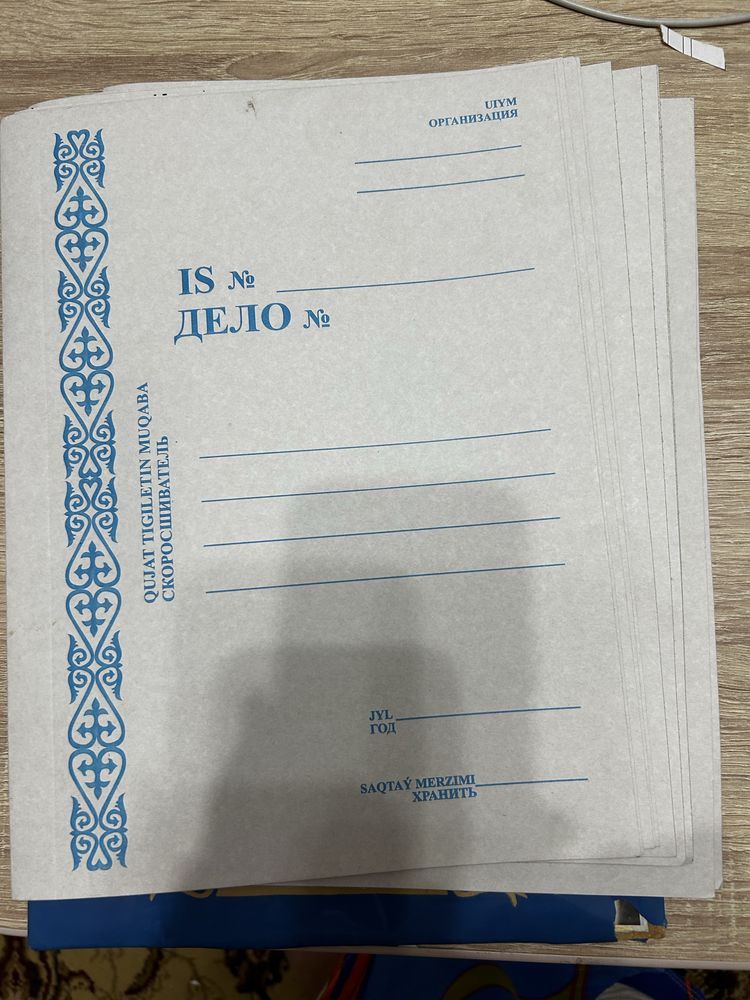 UIYM
ОРГАНИЗАЦИЯ
IS №
ДЕЛО №
QUJAT TIGILETIN MUQABA
СКОРОСШИВАТЕЛЬ
JYL
ГОД
SAQTAÝ MERZIMI
ХРАНИТЬ